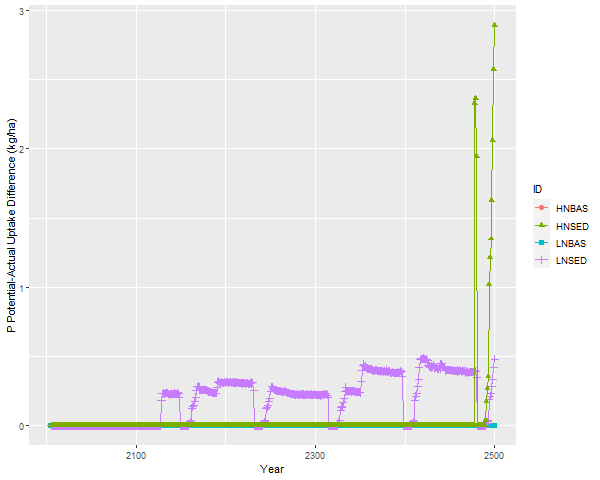 P Potential-Actual Uptake Difference (kg/ha)
3
2
1
0
2100
2300
2500
Year
ID
HNBAS
HNSED
LNBAS
LNSED